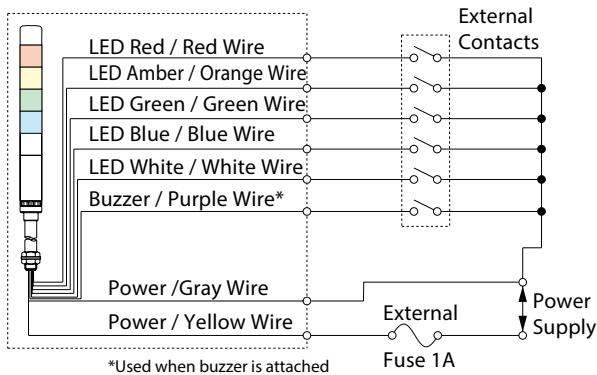 External
Contacts
LED Red / Red Wire
LED Amber / Orange Wire
LED Green / Green Wire
LED Blue / Blue Wire
LED White / White Wire
Buzzer / Purple Wire*
Power /Gray Wire
Power / Yellow Wire
External
Fuse 1A
Power
Supply
*Used when buzzer is attached